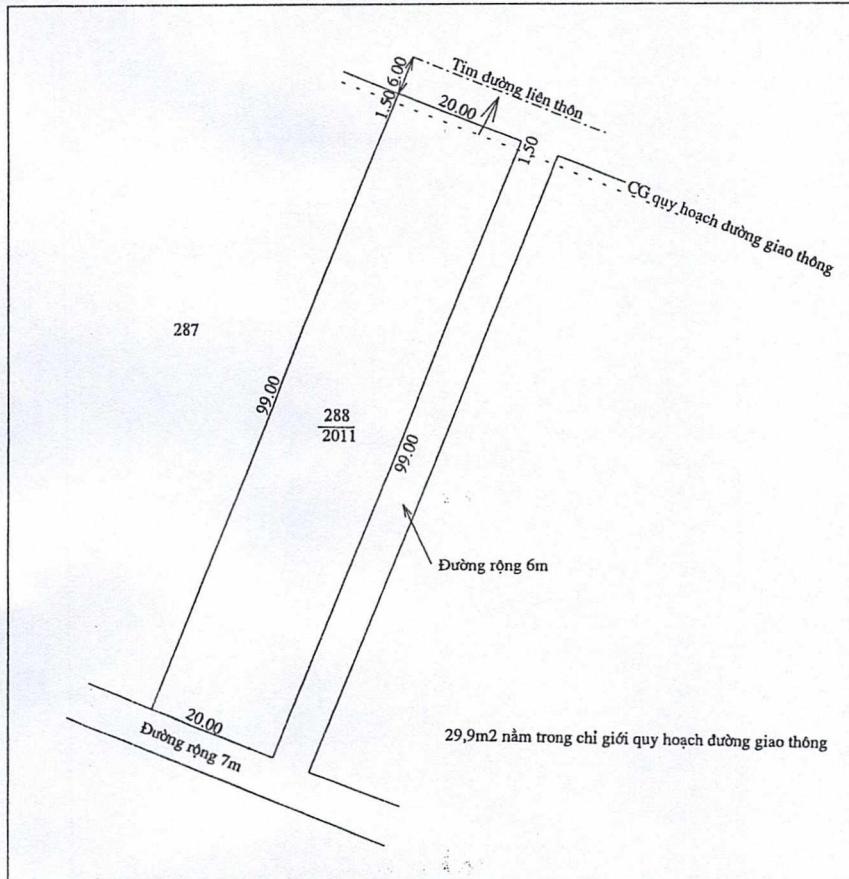 Tim đường liên thôn
6.00
1.50
20.00
1.50
CG quy hoạch đường giao thông
287
99.00
288
2011
99.00
Đường rộng 6m
20.00
Đường rộng 7m
29,9m2 nằm trong chỉ giới quy hoạch đường giao thông